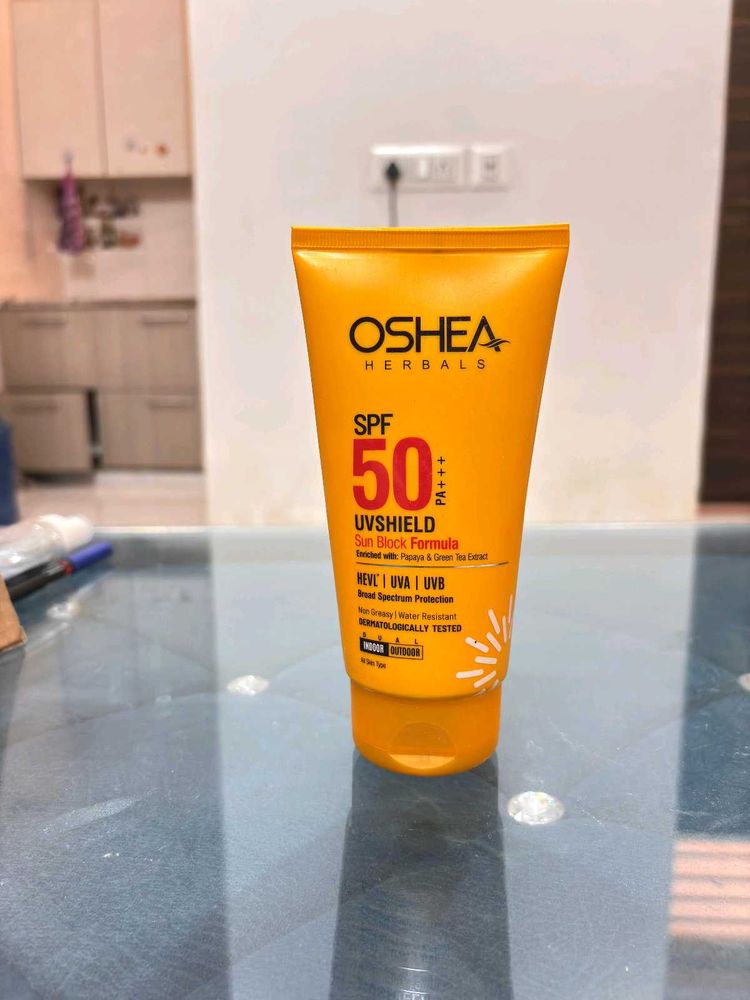 OSHEA
HERBALS
SPF
50
PA+++
UVSHIELD
Sun Block Formula
Enriched with: Papaya & Green Tea Extract
HEVL* | UVA | UVB
Broad Spectrum Protection
Non Greasy | Water Resistant
DERMATOLOGICALLY TESTED
DUAL
INDOOR OUTDOOR
All Skin Type